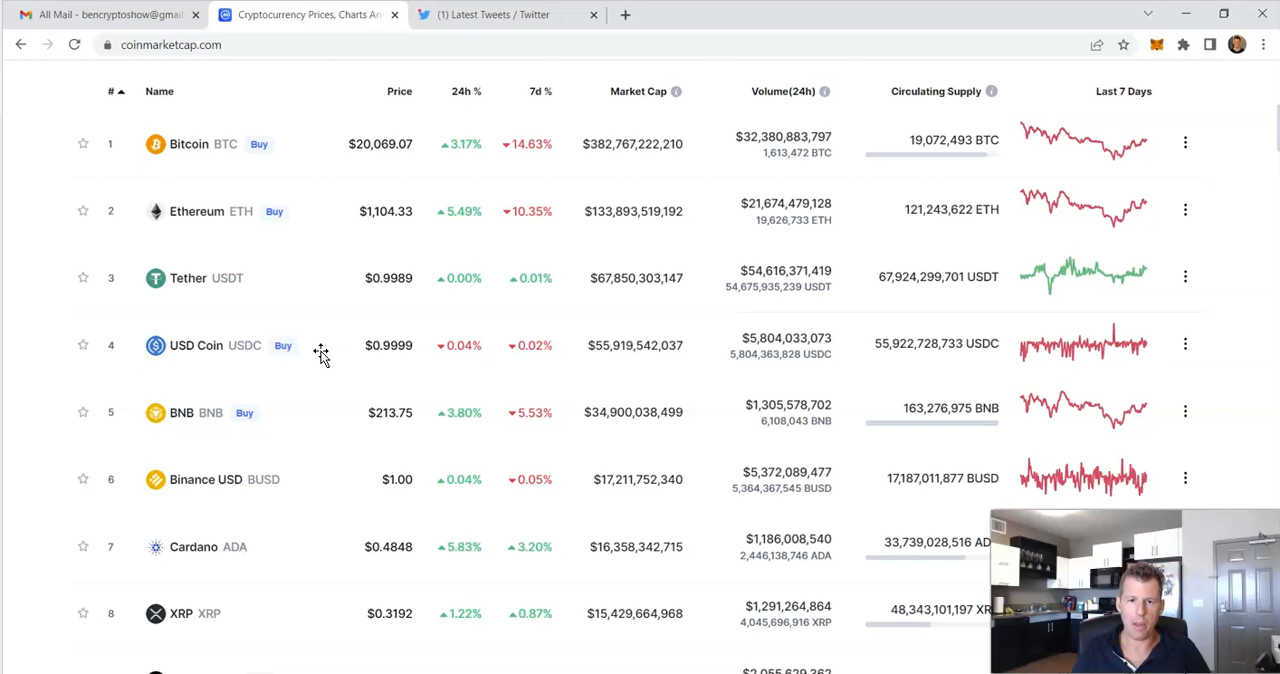 All Mail - bencryptoshow@gmail
Cryptocurrency Prices, Charts An
(1) Latest Tweets / Twitter
coinmarketcap.com
# Name Price 24h % 7d % Market Cap Volume(24h) Circulating Supply Last 7 Days
1 Bitcoin BTC Buy $20,069.07 3.17% 14.63% $382,767,222,210 $32,380,883,797 19,072,493 BTC
1,613,472 BTC
2 Ethereum ETH Buy $1,104.33 5.49% 10.35% $133,893,519,192 $21,674,479,128 121,243,622 ETH
19,626,733 ETH
3 Tether USDT $0.9989 0.00% 0.01% $67,850,303,147 $54,616,371,419 67,924,299,701 USDT
54,675,935,239 USDT
4 USD Coin USDC Buy $0.9999 0.04% 0.02% $55,919,542,037 $5,804,033,073 55,922,728,733 USDC
5,804,363,828 USDC
5 BNB BNB Buy $213.75 3.80% 5.53% $34,900,038,499 $1,305,578,702 163,276,975 BNB
6,108,043 BNB
6 Binance USD BUSD $1.00 0.04% 0.05% $17,211,752,340 $5,372,089,477 17,187,011,877 BUSD
5,364,367,545 BUSD
7 Cardano ADA $0.4848 5.83% 3.20% $16,358,342,715 $1,186,008,540 33,739,028,516 AD
2,446,138,746 ADA
8 XRP XRP $0.3192 1.22% 0.87% $15,429,664,968 $1,291,264,864 48,343,101,197 XR
4,045,696,916 XRP